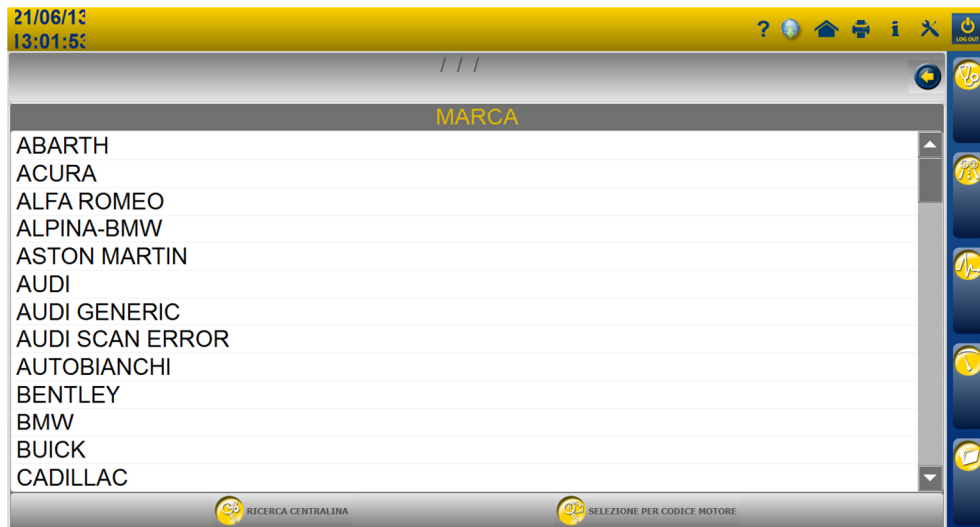 21/06/13
13:01:53
?
i
LOG OUT
/ / /
MARCA
ABARTH
ACURA
ALFA ROMEO
ALPINA-BMW
ASTON MARTIN
AUDI
AUDI GENERIC
AUDI SCAN ERROR
AUTOBIANCHI
BENTLEY
BMW
BUICK
CADILLAC
RICERCA CENTRALINA
SELEZIONE PER CODICE MOTORE